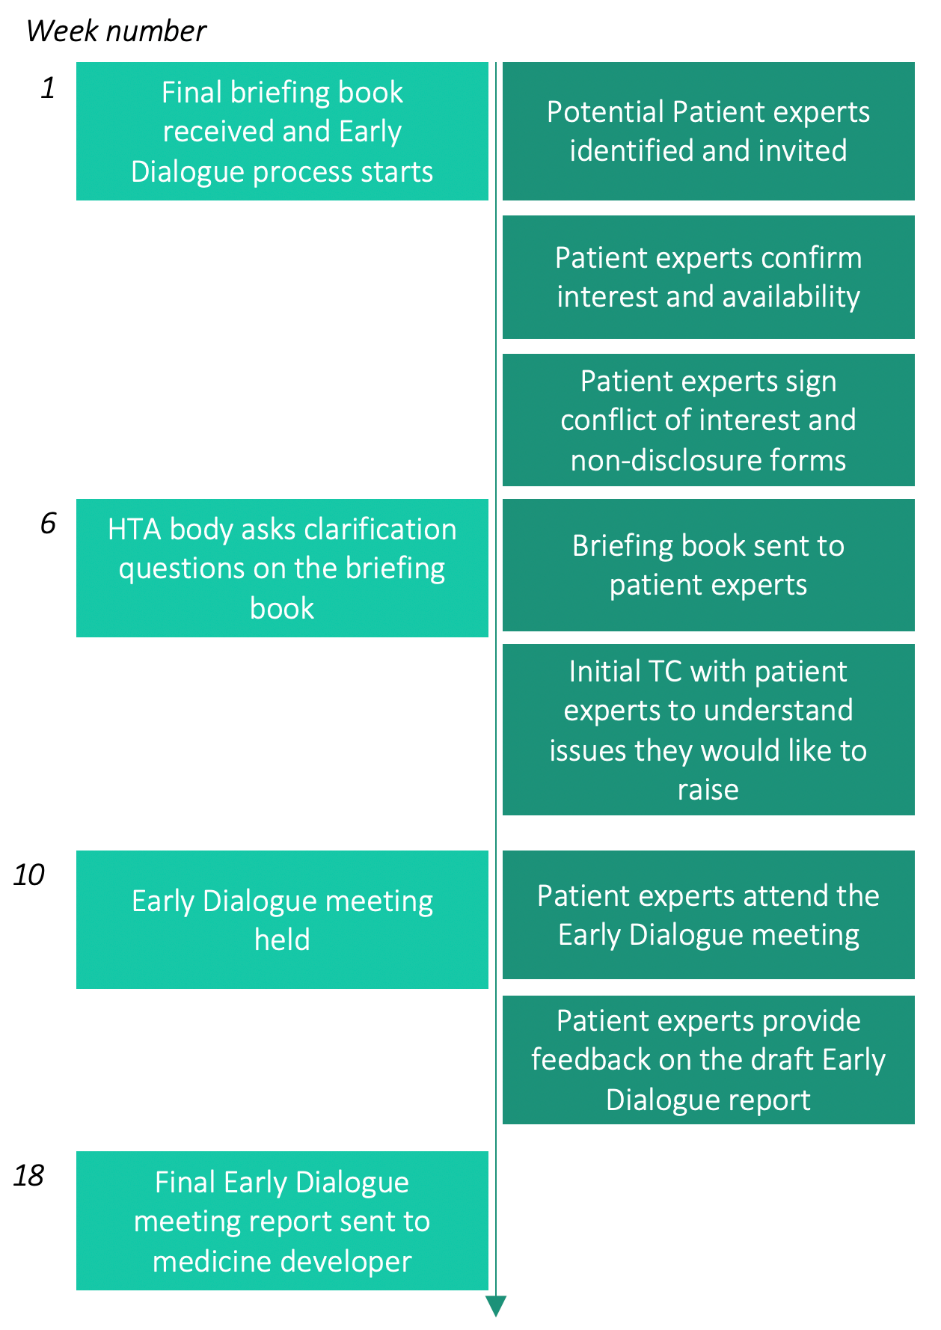 Week number
1
Final briefing book
received and Early
Dialogue process starts
Potential Patient experts
identified and invited
Patient experts confirm
interest and availability
Patient experts sign
conflict of interest and
non-disclosure forms
6
HTA body asks clarification
questions on the briefing
book
Briefing book sent to
patient experts
Initial TC with patient
experts to understand
issues they would like to
raise
10
Early Dialogue meeting
held
Patient experts attend the
Early Dialogue meeting
Patient experts provide
feedback on the draft Early
Dialogue report
18
Final Early Dialogue
meeting report sent to
medicine developer